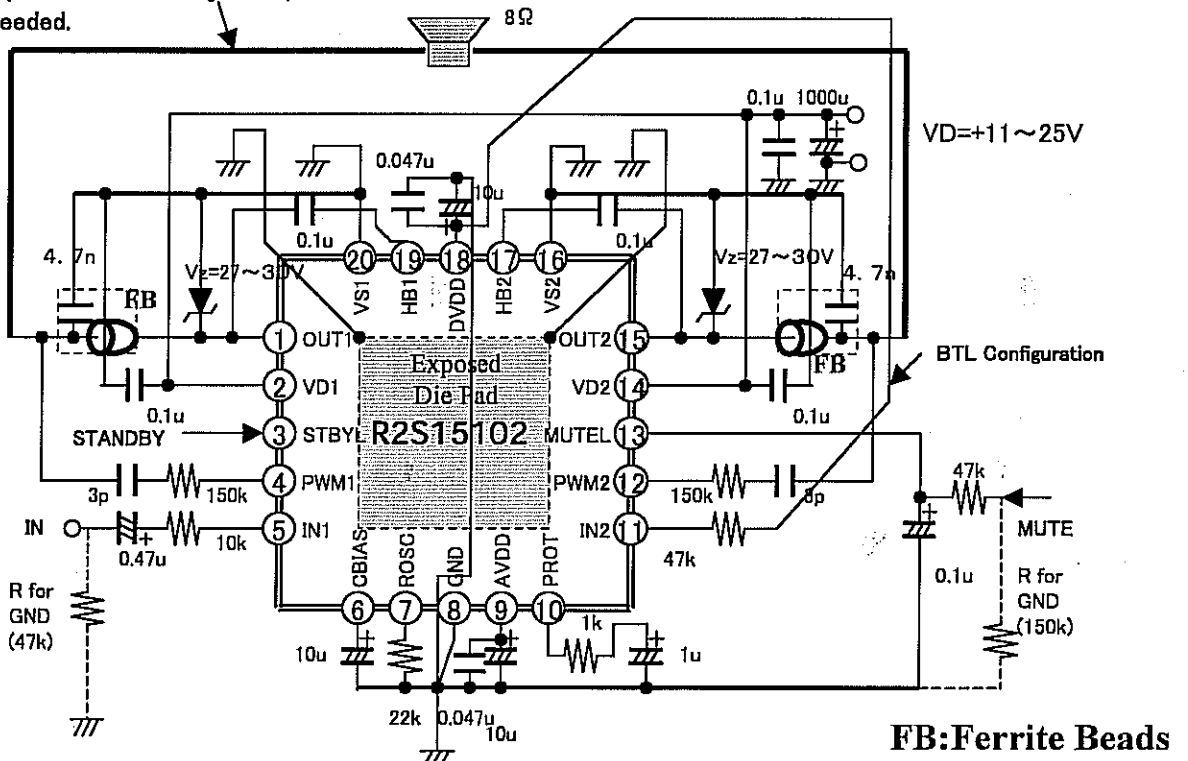 eeded.
8Ω
0.1u 1000u
VD=+11～25V
0.047u
10u
0.1u
0.1u
4. 7n
Vz=27～30V
Vz=27～30V
4. 7n
FB
FB
20 19 18 17 16
VS1
HB1
DVDD
HB2
VS2
1 OUT1
OUT2 15
2 VD1
VD2 14
3 STBYL
MUTEL 13
4 PWM1
PWM2 12
5 IN1
IN2 11
Exposed
Die Pad
R2S15102
BTL Configuration
0.1u
0.1u
STANDBY
3p
150k
150k
3p
47k
IN
0.47u
10k
47k
MUTE
CBIAS
ROSC
GND
AVDD
PROT
6 7 8 9 10
0.1u
R for
GND
(47k)
R for
GND
(150k)
10u
1k
1u
22k
0.047u
10u
FB:Ferrite Beads